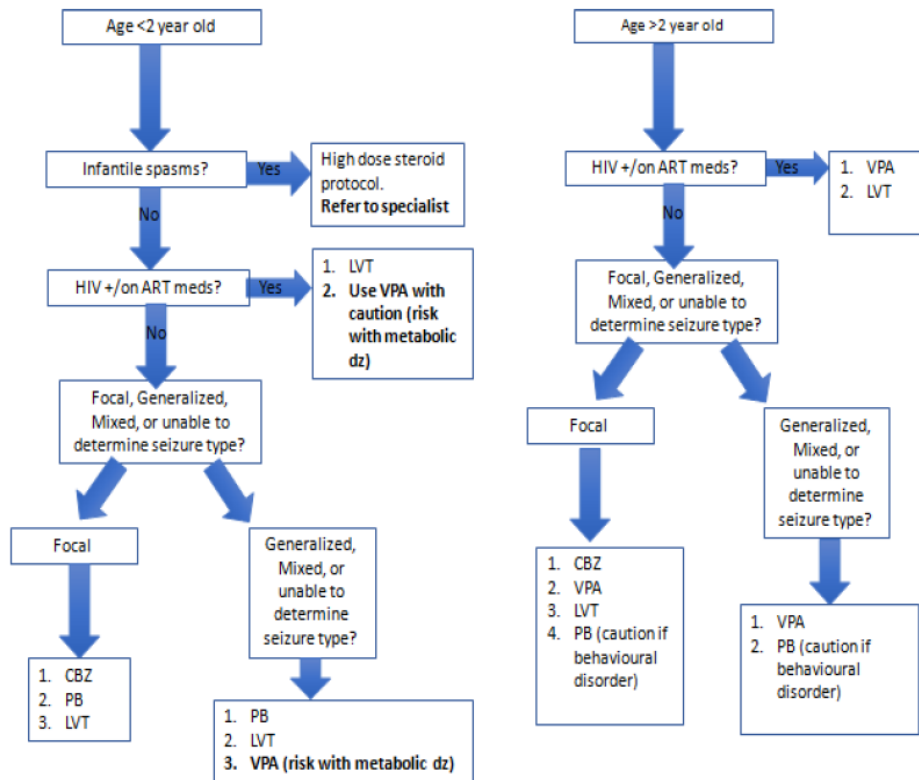 Age <2 year old
Infantile spasms?
Yes
High dose steroid
protocol.
Refer to specialist
No
HIV +/on ART meds?
Yes
1. LVT
2. Use VPA with
caution (risk
with metabolic
dz)
No
Focal, Generalized,
Mixed, or unable to
determine seizure type?
Focal
1. CBZ
2. PB
3. LVT
Generalized,
Mixed, or
unable to
determine
seizure type?
1. PB
2. LVT
3. VPA (risk with metabolic dz)
Age >2 year old
HIV +/on ART meds?
Yes
1. VPA
2. LVT
No
Focal, Generalized,
Mixed, or unable to
determine seizure type?
Focal
1. CBZ
2. VPA
3. LVT
4. PB (caution if
behavioural
disorder)
Generalized,
Mixed, or
unable to
determine
seizure type?
1. VPA
2. PB (caution if
behavioural
disorder)